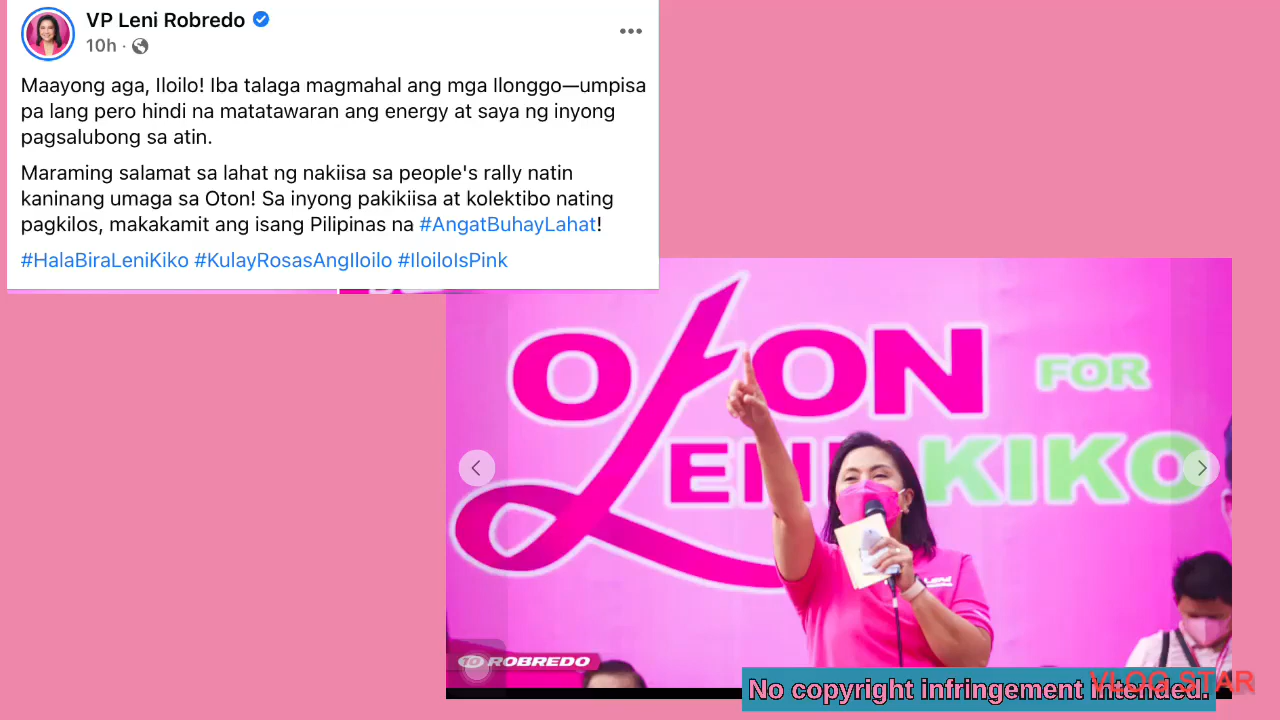 VP Leni Robredo
10h ·
Maayong aga, Iloilo! Iba talaga magmahal ang mga Ilonggo—umpisa
pa lang pero hindi na matatawaran ang energy at saya ng inyong
pagsalubong sa atin.
Maraming salamat sa lahat ng nakiisa sa people's rally natin
kaninang umaga sa Oton! Sa inyong pakikiisa at kolektibo nating
pagkilos, makakamit ang isang Pilipinas na #AngatBuhayLahat!
#HalaBiraLeniKiko #KulayRosasAngIloilo #IloiloIsPink
OTON
FOR
LENI KIKO
10 ROBREDO
No copyright infringement intended.
VLOG STAR